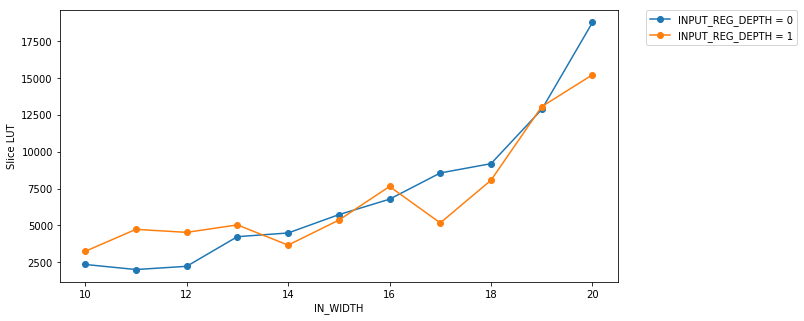 INPUT_REG_DEPTH = 0
INPUT_REG_DEPTH = 1
17500
15000
12500
10000
7500
5000
2500
Slice LUT
10 12 14 16 18 20
IN_WIDTH